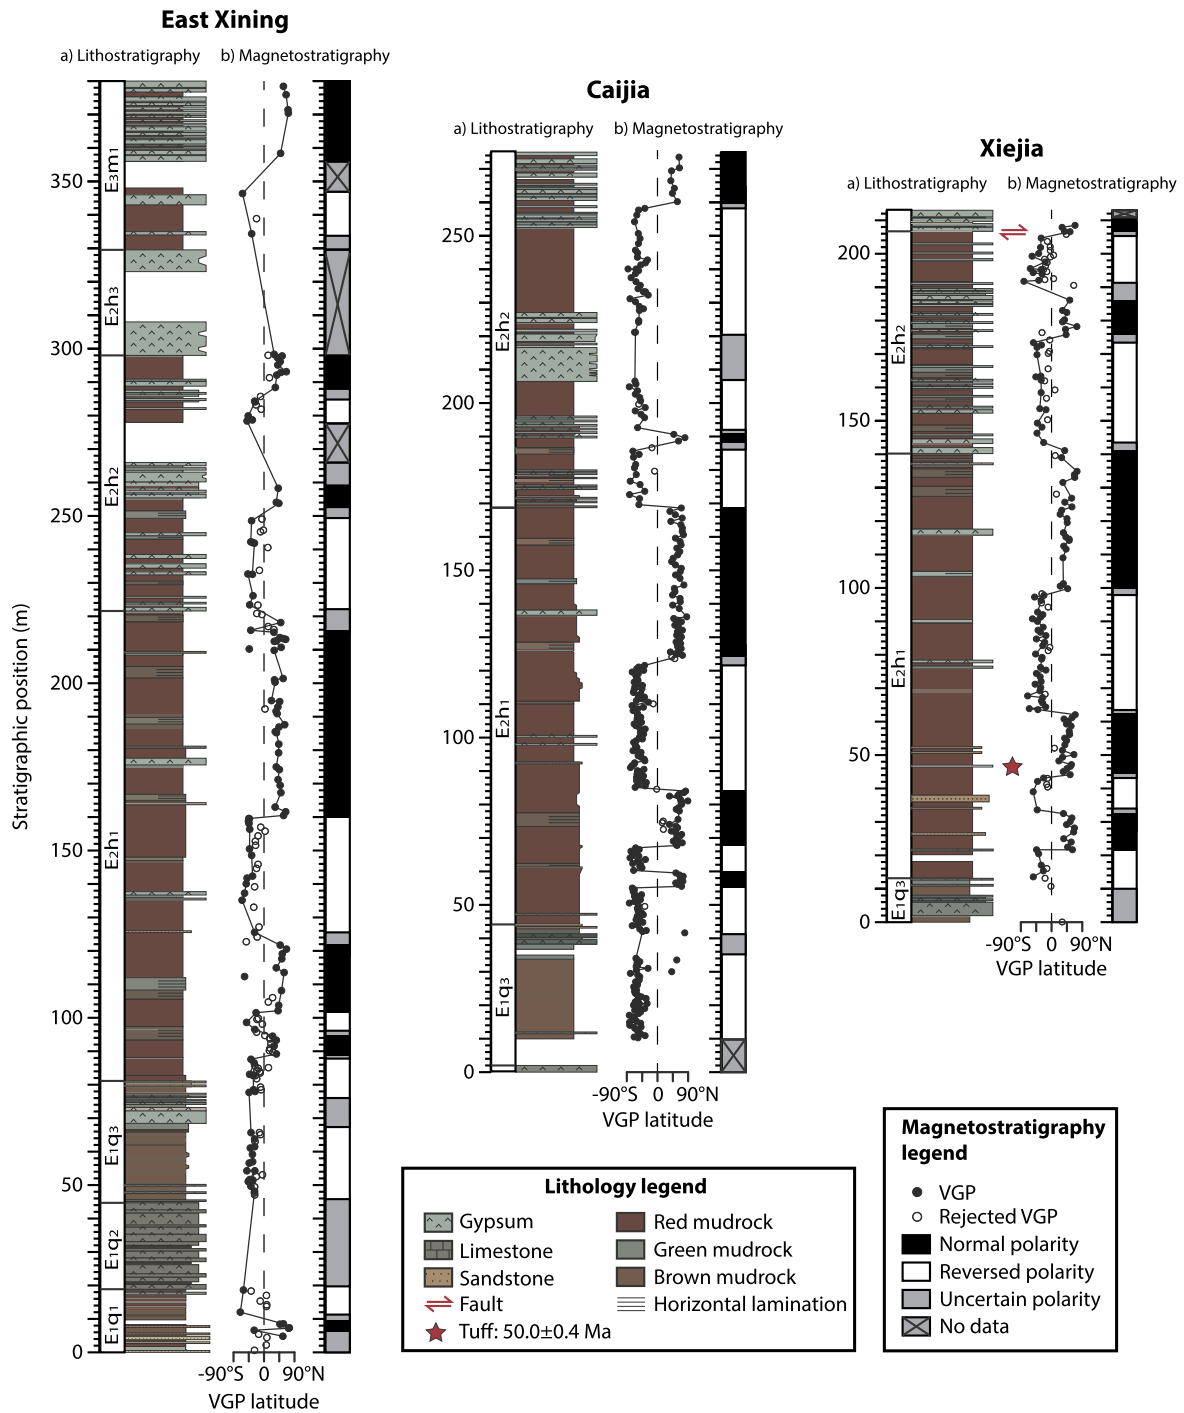 East Xining
a) Lithostratigraphy b) Magnetostratigraphy
Stratigraphic position (m)
350
300
250
200
150
100
50
0
E3m1
E2h3
E2h2
E2h1
E1q3
E1q2
E1q1
-90°S 0 90°N
VGP latitude
Caijia
a) Lithostratigraphy b) Magnetostratigraphy
250
200
150
100
50
0
E2h2
E2h1
E1q3
-90°S 0 90°N
VGP latitude
Xiejia
a) Lithostratigraphy b) Magnetostratigraphy
200
150
100
50
0
E2h2
E2h1
E1q3
-90°S 0 90°N
VGP latitude
Lithology legend
Gypsum
Limestone
Sandstone
Fault
Tuff: 50.0±0.4 Ma
Red mudrock
Green mudrock
Brown mudrock
Horizontal lamination
Magnetostratigraphy
legend
VGP
Rejected VGP
Normal polarity
Reversed polarity
Uncertain polarity
No data